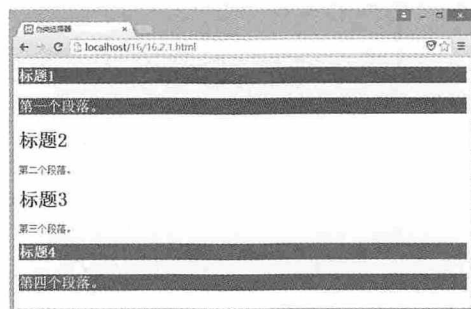 分类选择器
localhost/16/16.2.1.html
标题1
第一个段落。
标题2
第二个段落。
标题3
第三个段落。
标题4
第四个段落。